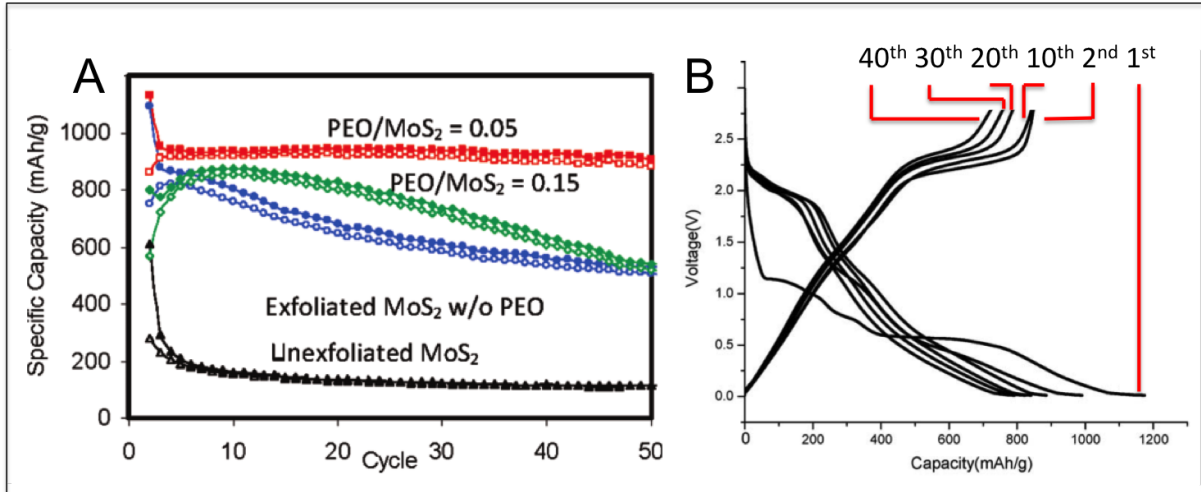 A
Specific Capacity (mAh/g)
1000
800
600
400
200
0
PEO/MoS₂ = 0.05
PEO/MoS₂ = 0.15
Exfoliated MoS₂ w/o PEO
Unexfoliated MoS₂
0 10 20 30 40 50
Cycle
B
40th 30th 20th 10th 2nd 1st
Voltage(V)
2.5
2.0
1.5
1.0
0.5
0.0
0 200 400 600 800 1000 1200
Capacity(mAh/g)